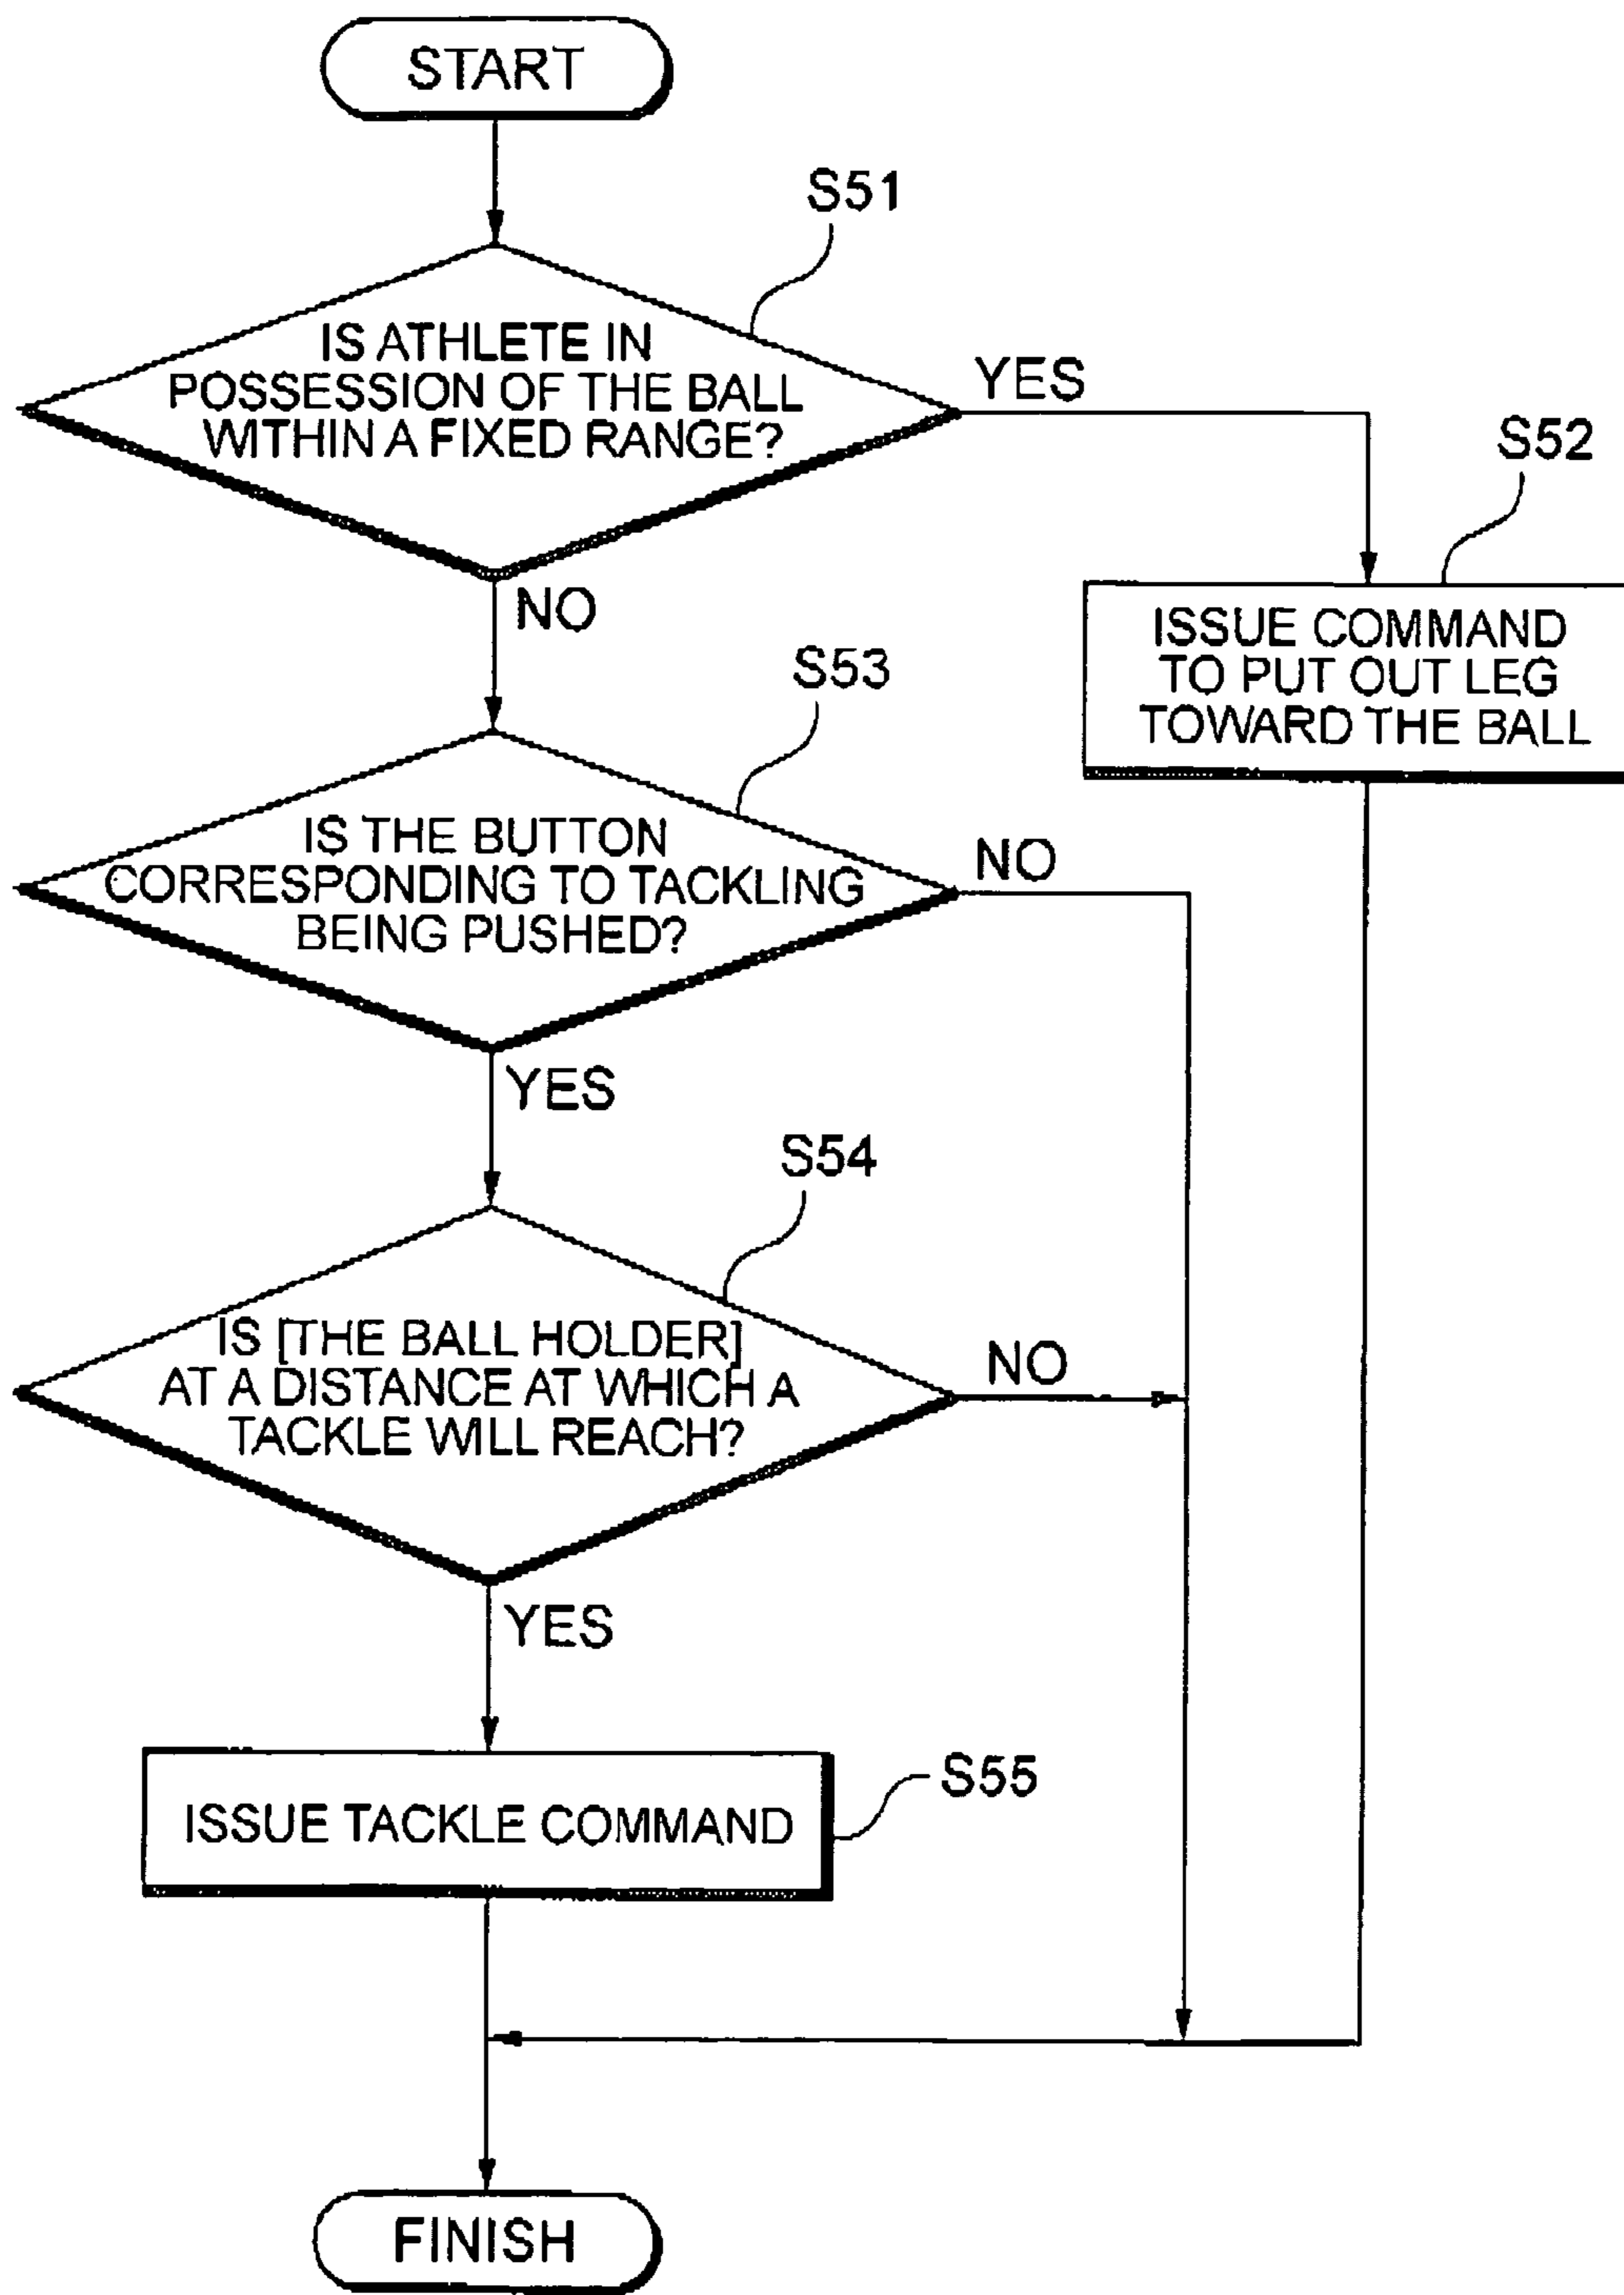 START
S51
IS ATHLETE IN
POSSESSION OF THE BALL
WITHIN A FIXED RANGE?
YES
S52
ISSUE COMMAND
TO PUT OUT LEG
TOWARD THE BALL
NO
S53
IS THE BUTTON
CORRESPONDING TO TACKLING
BEING PUSHED?
NO
YES
S54
IS [THE BALL HOLDER]
AT A DISTANCE AT WHICH A
TACKLE WILL REACH?
NO
YES
S55
ISSUE TACKLE COMMAND
FINISH